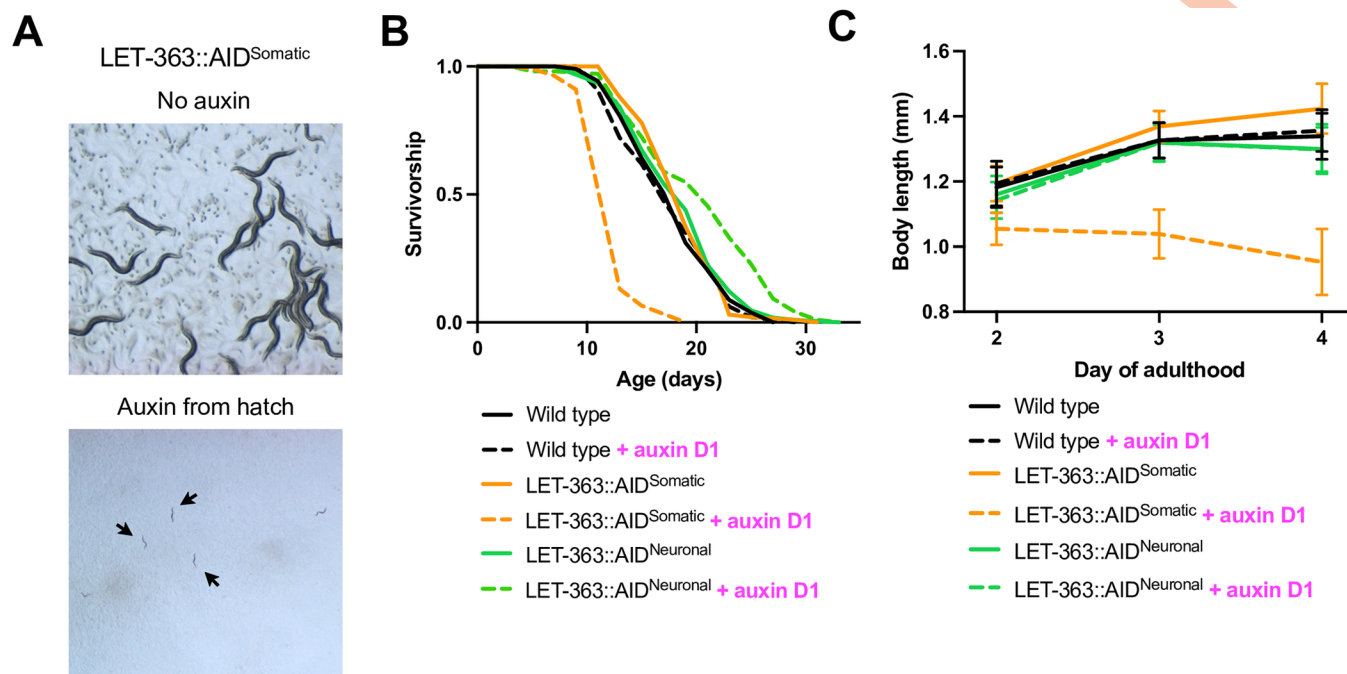 A
LET-363::AID^Somatic
No auxin
Auxin from hatch
B
Survivorship
1.0
0.5
0.0
0
10
20
30
Age (days)
Wild type
Wild type + auxin D1
LET-363::AID^Somatic
LET-363::AID^Somatic + auxin D1
LET-363::AID^Neuronal
LET-363::AID^Neuronal + auxin D1
C
Body length (mm)
1.6
1.4
1.2
1.0
0.8
2
3
4
Day of adulthood
Wild type
Wild type + auxin D1
LET-363::AID^Somatic
LET-363::AID^Somatic + auxin D1
LET-363::AID^Neuronal
LET-363::AID^Neuronal + auxin D1